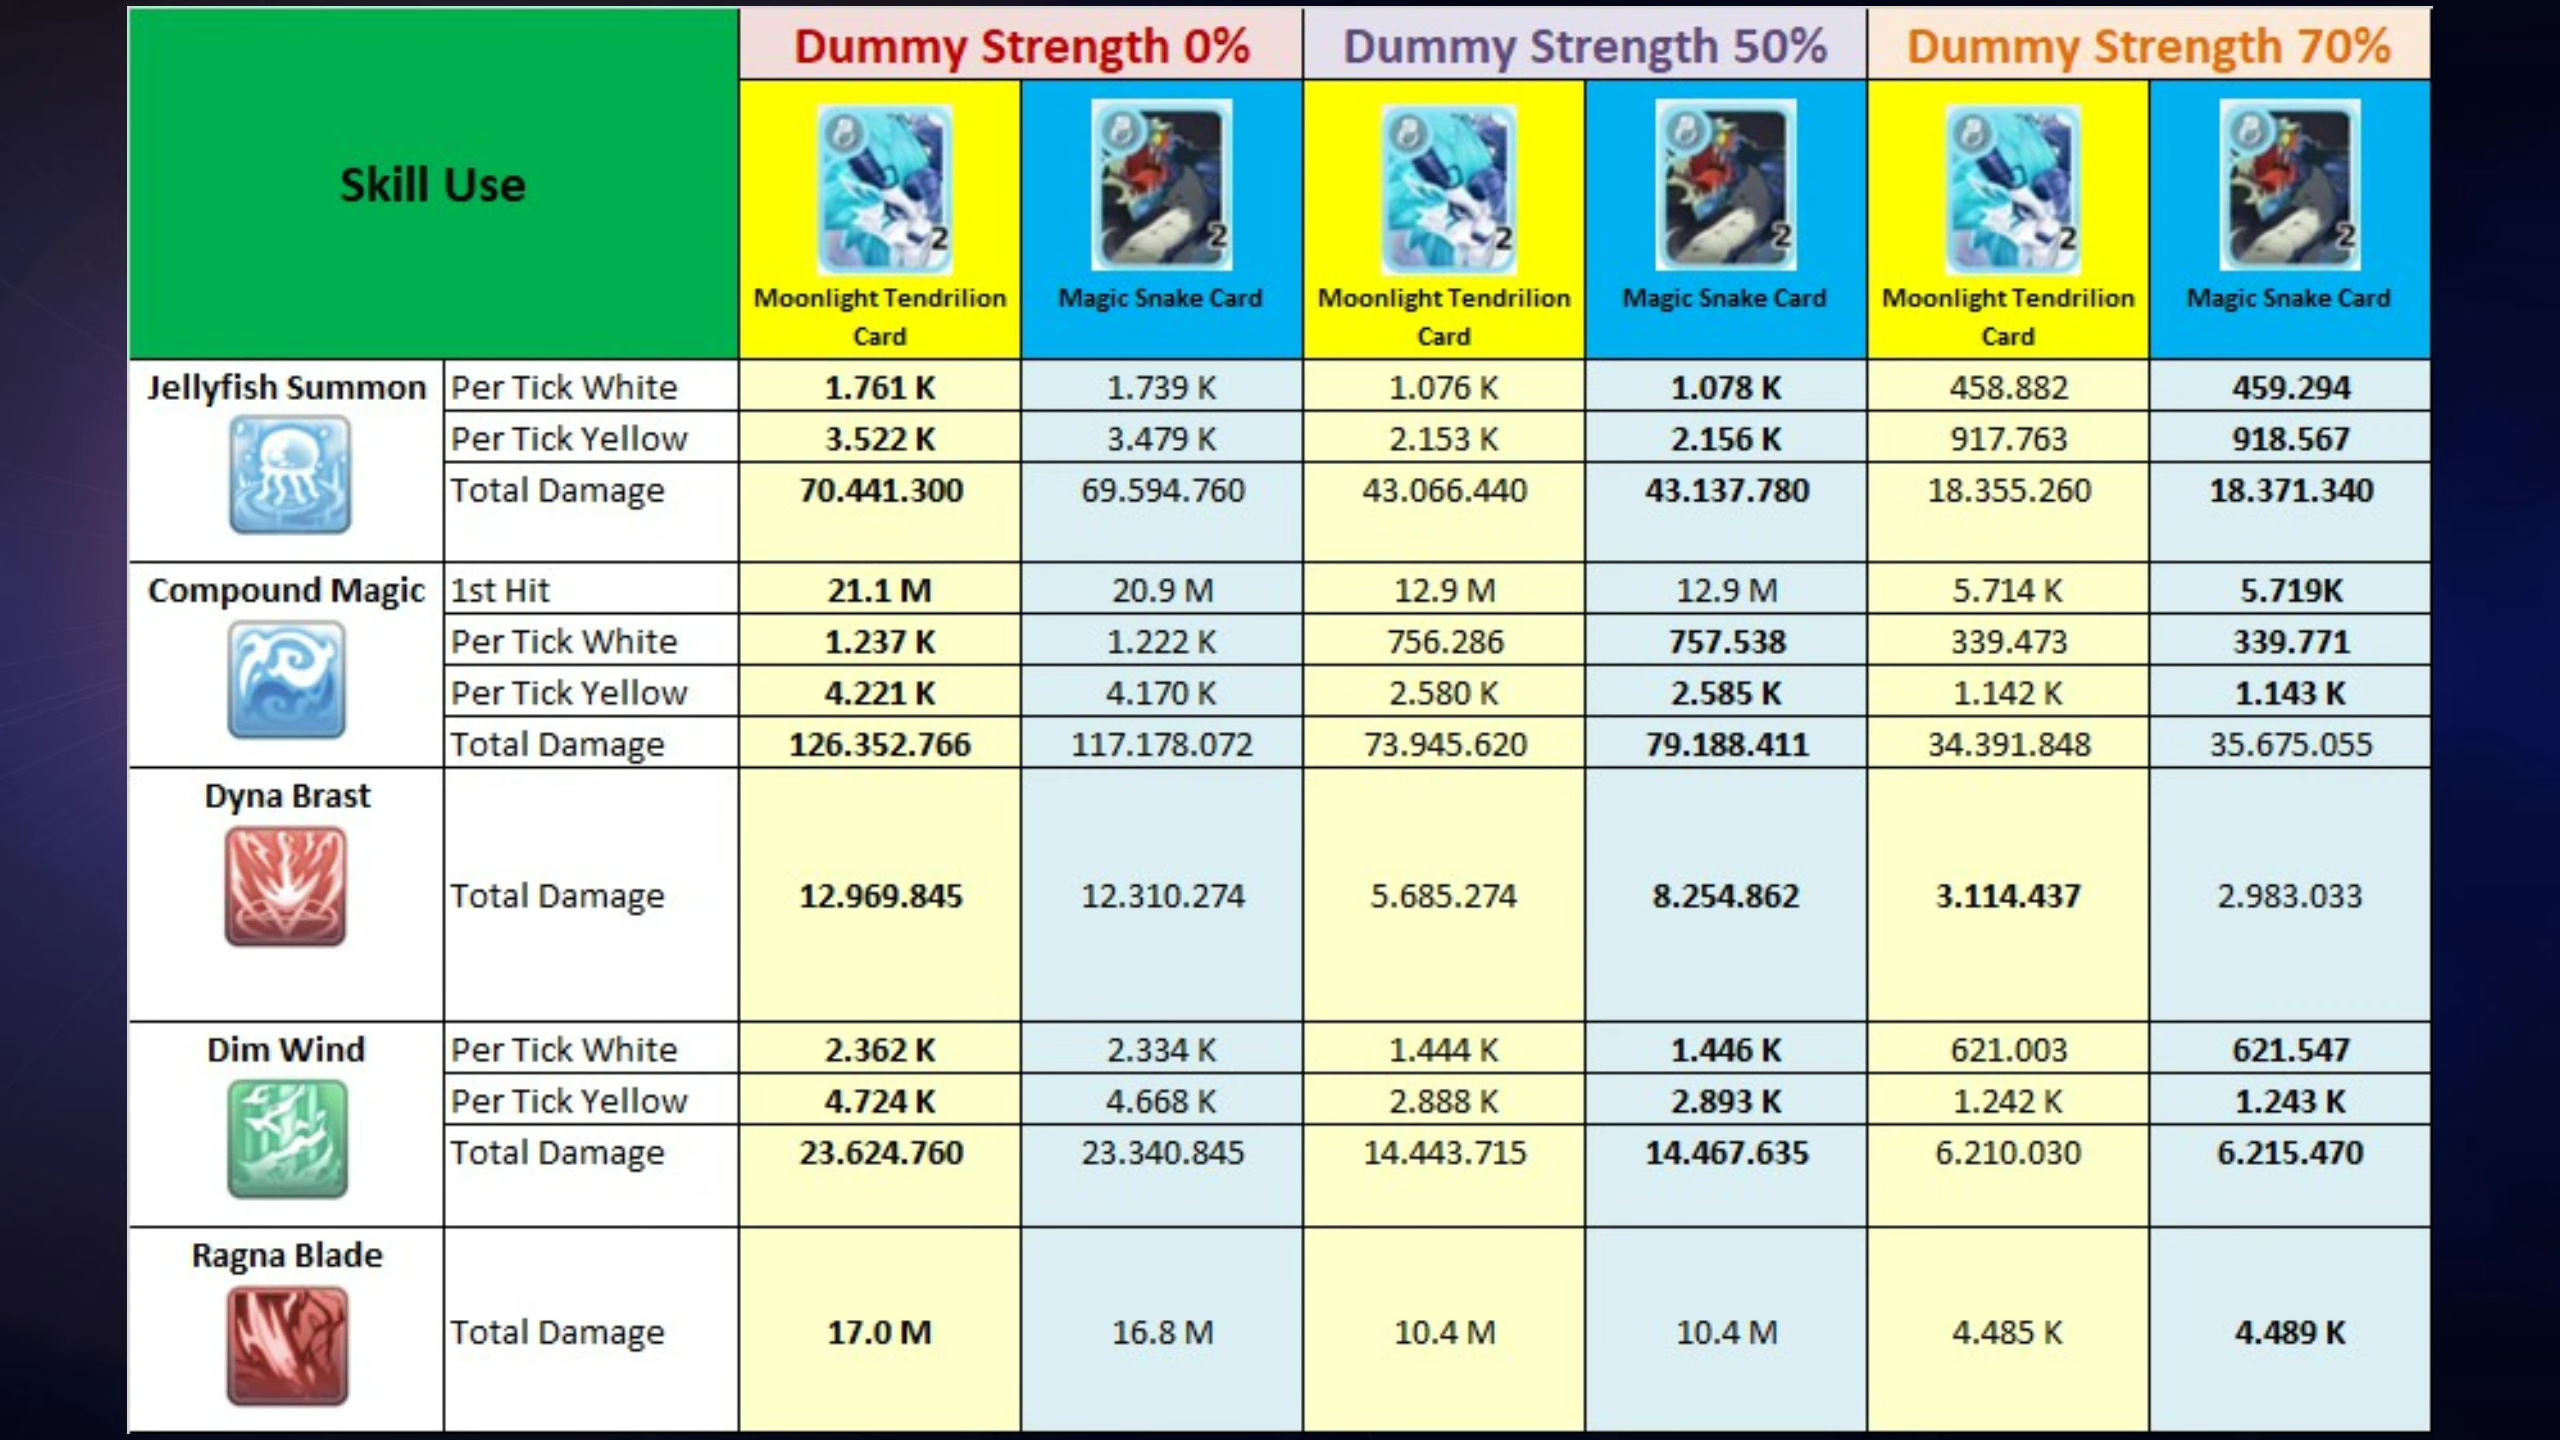 Dummy Strength 0% Dummy Strength 50% Dummy Strength 70%
Skill Use
2 2 2 2 2 2
Moonlight Tendrilion Card Magic Snake Card Moonlight Tendrilion Card Magic Snake Card Moonlight Tendrilion Card Magic Snake Card
Jellyfish Summon Per Tick White 1.761 K 1.739 K 1.076 K 1.078 K 458.882 459.294
Per Tick Yellow 3.522 K 3.479 K 2.153 K 2.156 K 917.763 918.567
Total Damage 70.441.300 69.594.760 43.066.440 43.137.780 18.355.260 18.371.340
Compound Magic 1st Hit 21.1 M 20.9 M 12.9 M 12.9 M 5.714 K 5.719K
Per Tick White 1.237 K 1.222 K 756.286 757.538 339.473 339.771
Per Tick Yellow 4.221 K 4.170 K 2.580 K 2.585 K 1.142 K 1.143 K
Total Damage 126.352.766 117.178.072 73.945.620 79.188.411 34.391.848 35.675.055
Dyna Brast
Total Damage 12.969.845 12.310.274 5.685.274 8.254.862 3.114.437 2.983.033
Dim Wind Per Tick White 2.362 K 2.334 K 1.444 K 1.446 K 621.003 621.547
Per Tick Yellow 4.724 K 4.668 K 2.888 K 2.893 K 1.242 K 1.243 K
Total Damage 23.624.760 23.340.845 14.443.715 14.467.635 6.210.030 6.215.470
Ragna Blade
Total Damage 17.0 M 16.8 M 10.4 M 10.4 M 4.485 K 4.489 K